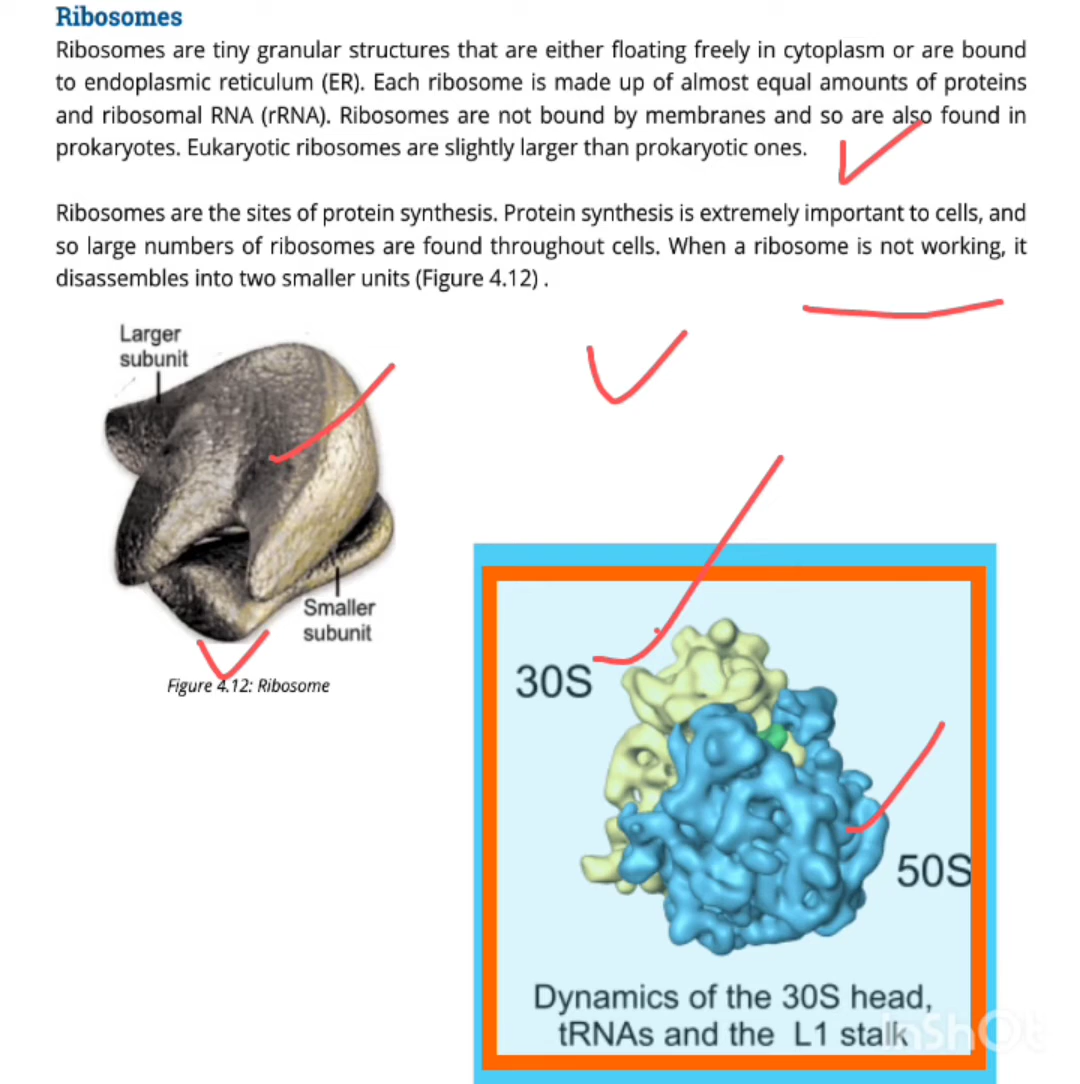 Ribosomes
Ribosomes are tiny granular structures that are either floating freely in cytoplasm or are bound
to endoplasmic reticulum (ER). Each ribosome is made up of almost equal amounts of proteins
and ribosomal RNA (rRNA). Ribosomes are not bound by membranes and so are also found in
prokaryotes. Eukaryotic ribosomes are slightly larger than prokaryotic ones.
Ribosomes are the sites of protein synthesis. Protein synthesis is extremely important to cells, and
so large numbers of ribosomes are found throughout cells. When a ribosome is not working, it
disassembles into two smaller units (Figure 4.12) .
Larger
subunit
Smaller
subunit
Figure 4.12: Ribosome
30S
50S
Dynamics of the 30S head,
tRNAs and the L1 stalk
InShOt